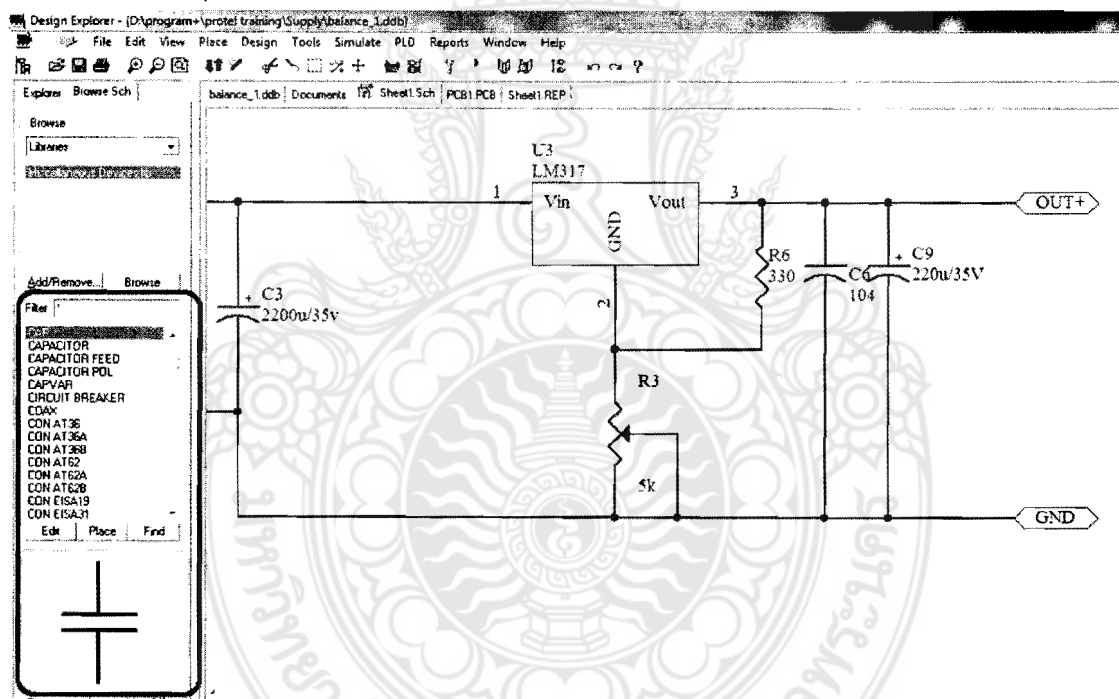 Design Explorer - (D:\program+\protel training\Supply\balance_1.ddb)
File Edit View Place Design Tools Simulate PLD Reports Window Help
Explorer Browse Sch
balance_1.ddb Documents Sheet1.Sch PCB1.PCB Sheet1.REP
Browse
Libraries
Add/Remove... Browse
Filter *
CAP
CAPACITOR
CAPACITOR FEED
CAPACITOR POL
CAPVAR
CIRCUIT BREAKER
COAX
CON AT36
CON AT36A
CON AT36B
CON AT62
CON AT62A
CON AT62B
CON EISA19
CON EISA31
Edit Place Find
U3
LM317
1
Vin
Vout
3
GND
2
OUT+
C3
2200u/35v
R6
330
C6
104
C9
220u/35V
R3
5k
GND